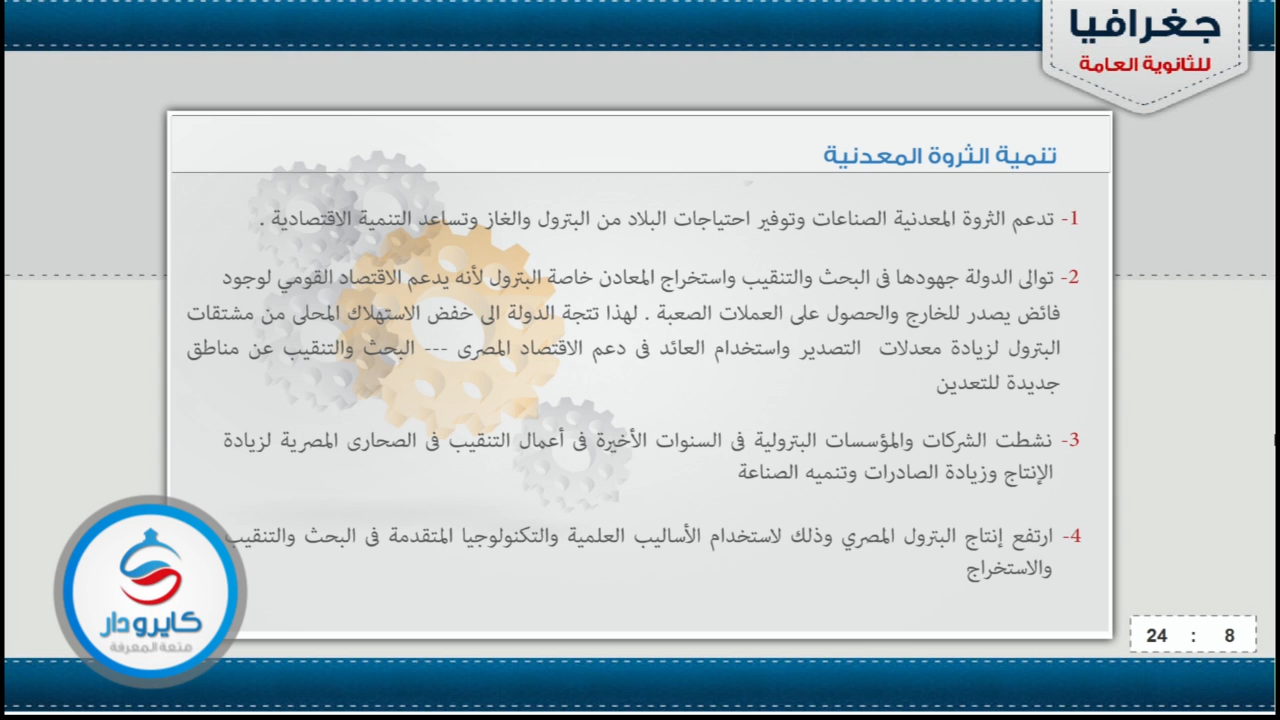 جغرافيا
للثانوية العامة
تنمية الثروة المعدنية
1- تدعم الثروة المعدنية الصناعات وتوفير احتياجات البلاد من البترول والغاز وتساعد التنمية الاقتصادية .
2- توالى الدولة جهودها فى البحث والتنقيب واستخراج المعادن خاصة البترول لأنه يدعم الاقتصاد القومي لوجود
فائض يصدر للخارج والحصول على العملات الصعبة . لهذا تتجة الدولة الى خفض الاستهلاك المحلى من مشتقات
البترول لزيادة معدلات التصدير واستخدام العائد فى دعم الاقتصاد المصرى --- البحث والتنقيب عن مناطق
جديدة للتعدين
3- نشطت الشركات والمؤسسات البترولية فى السنوات الأخيرة فى أعمال التنقيب فى الصحارى المصرية لزيادة
الإنتاج وزيادة الصادرات وتنميه الصناعة
4- ارتفع إنتاج البترول المصري وذلك لاستخدام الأساليب العلمية والتكنولوجيا المتقدمة فى البحث والتنقيب
والاستخراج
كايرودار
متعة المعرفة
24 : 8